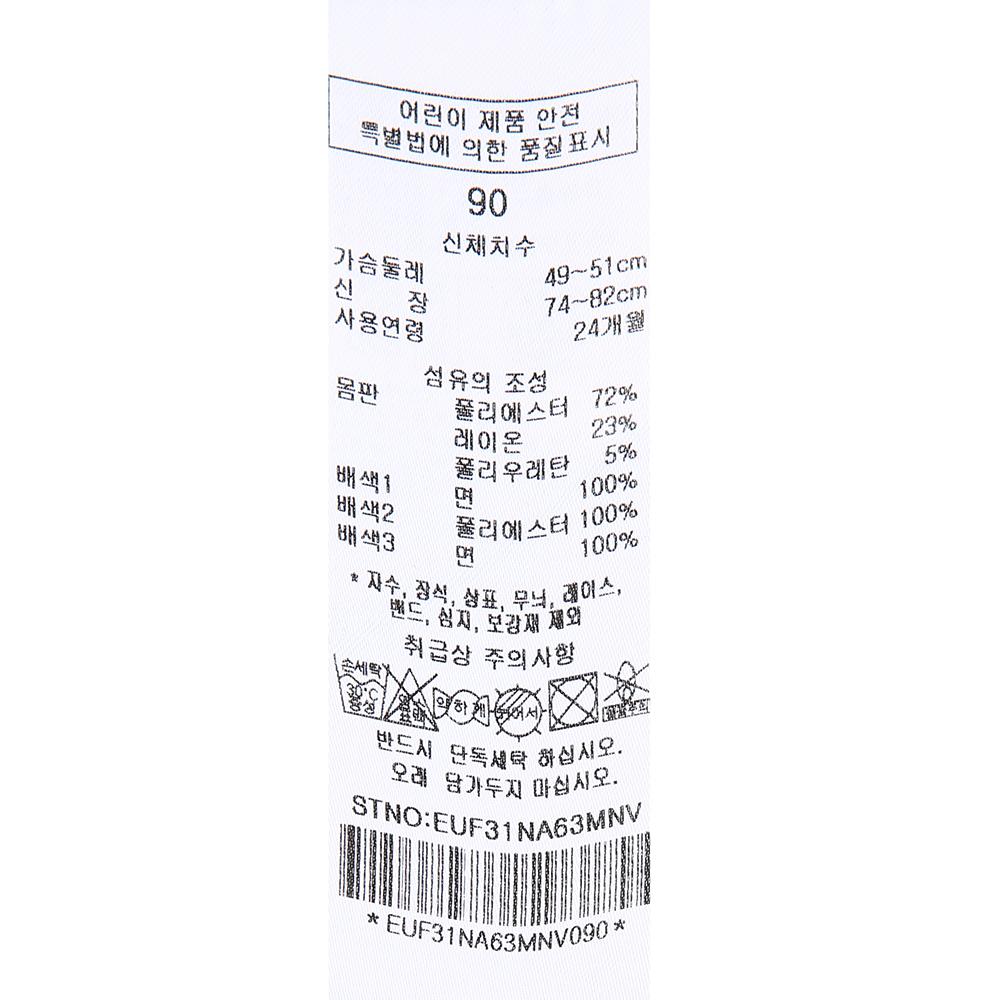 어린이 제품 안전
특별법에 의한 품질표시
90
신체치수
가슴둘레 49~51cm
신 장 74~82cm
사용연령 24개월
섬유의 조성
몸판 폴리에스터 72%
레이온 23%
폴리우레탄 5%
배색1 면 100%
배색2 폴리에스터 100%
배색3 면 100%
* 자수, 장식, 상표, 무늬, 레이스,
밴드, 심지, 보강재 제외
취급상 주의사항
손세탁 30℃ 중성 염소 표백 약하게 뉘어서
반드시 단독세탁 하십시오.
오래 담가두지 마십시오.
STNO:EUF31NA63MNV
*EUF31NA63MNV090*